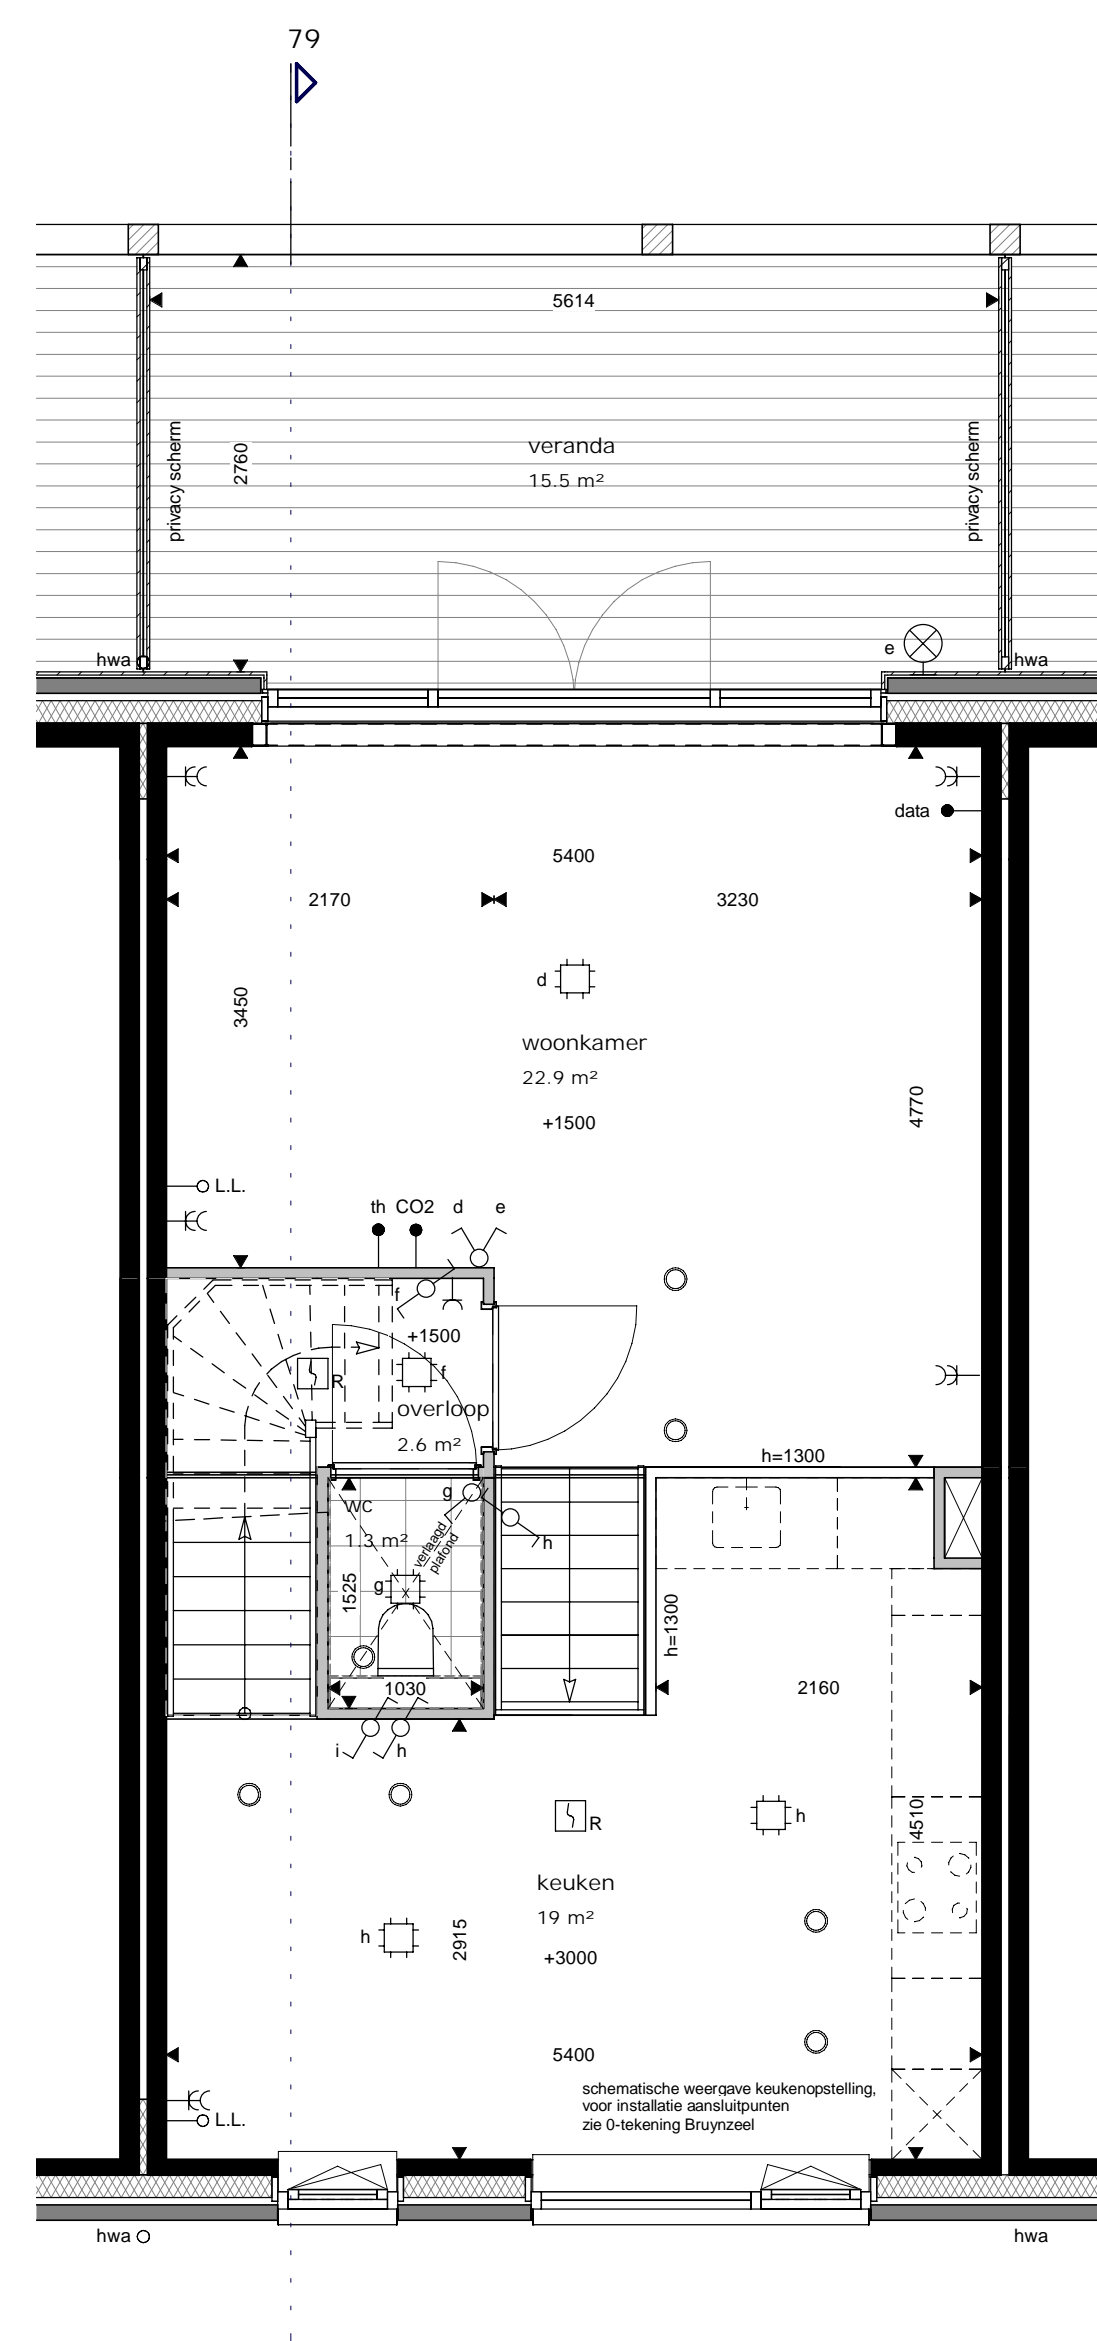 79
5614
privacy scherm
2760
veranda
15.5 m²
privacy scherm
e
hwa
hwa
data
5400
2170
3230
d
3450
woonkamer
22.9 m²
+1500
4770
L.L.
th
CO2
d
e
f
+1500
R
f
overloop
2.6 m²
h=1300
g
WC
1.3 m²
verlaagd
plafond
h
g
1525
h=1300
1030
2160
i
h
R
h
4510
keuken
19 m²
+3000
h
2915
5400
schematische weergave keukenopstelling,
voor installatie aansluitpunten
zie 0-tekening Bruynzeel
L.L.
hwa
hwa